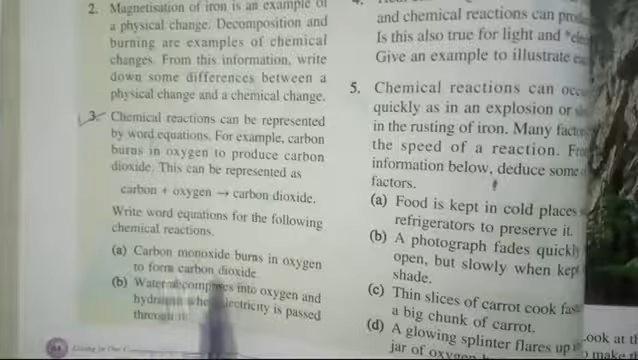 2. Magnetisation of iron is an example of
a physical change. Decomposition and
burning are examples of chemical
changes. From this information, write
down some differences between a
physical change and a chemical change.
3. Chemical reactions can be represented
by word equations. For example, carbon
burns in oxygen to produce carbon
dioxide. This can be represented as
carbon + oxygen → carbon dioxide.
Write word equations for the following
chemical reactions.
(a) Carbon monoxide burns in oxygen
to form carbon dioxide.
(b) Water decomposes into oxygen and
hydrogen when electricity is passed
through it.
and chemical reactions can
Is this also true for light and
Give an example to illustrate
5. Chemical reactions can
quickly as in an explosion or
in the rusting of iron. Many
the speed of a reaction.
information below, deduce some
factors.
(a) Food is kept in cold places
refrigerators to preserve it.
(b) A photograph fades quickly
open, but slowly when kept
shade.
(c) Thin slices of carrot cook
a big chunk of carrot.
(d) A glowing splinter flares up
jar of oxygen